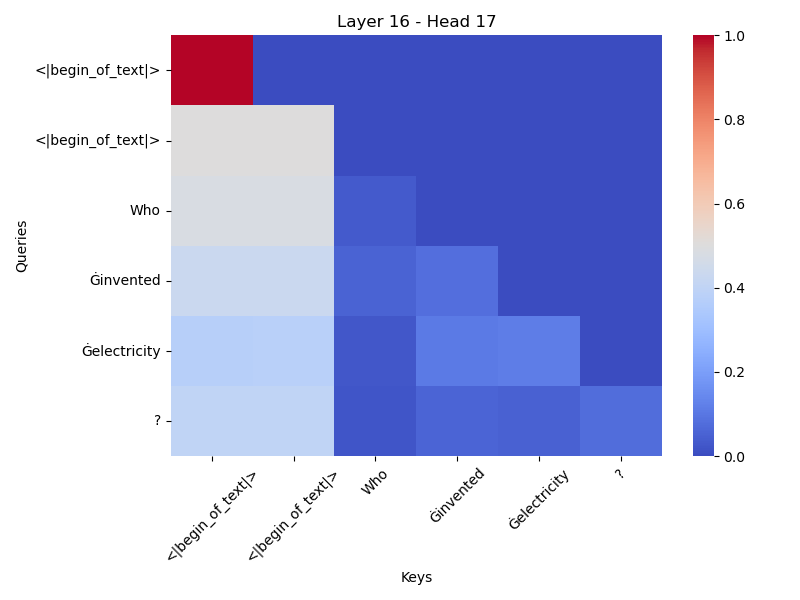 Layer 16 - Head 17
<|begin_of_text|>
<|begin_of_text|>
Who
Ġinvented
Ġelectricity
?
Queries
<|begin_of_text|>
<|begin_of_text|>
Who
Ġinvented
Ġelectricity
?
Keys
1.0
0.8
0.6
0.4
0.2
0.0